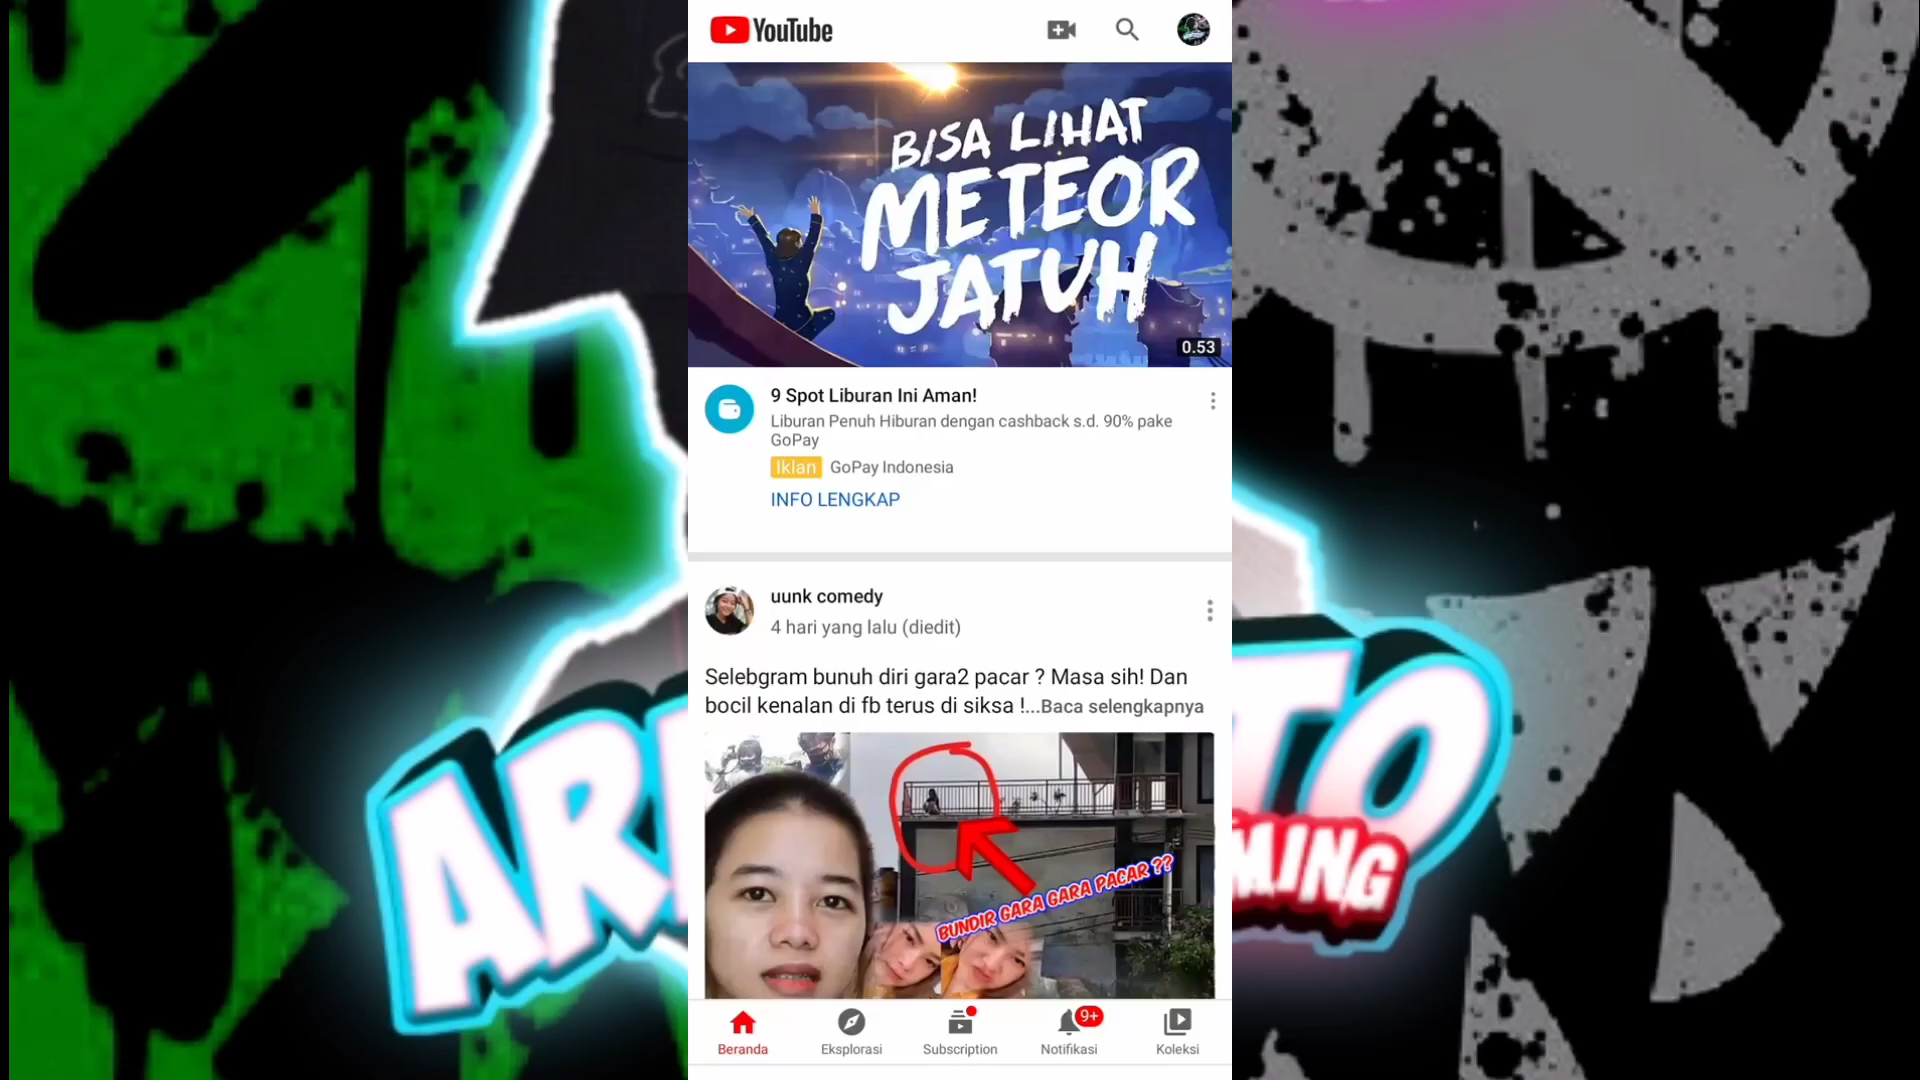 YouTube
BISA LIHAT
METEOR
JATUH
0.53
9 Spot Liburan Ini Aman!
Liburan Penuh Hiburan dengan cashback s.d. 90% pake
GoPay
Iklan GoPay Indonesia
INFO LENGKAP
uunk comedy
4 hari yang lalu (diedit)
Selebgram bunuh diri gara2 pacar ? Masa sih! Dan
bocil kenalan di fb terus di siksa !...Baca selengkapnya
BUNDIR GARA GARA PACAR ??
9+
Beranda Eksplorasi Subscription Notifikasi Koleksi